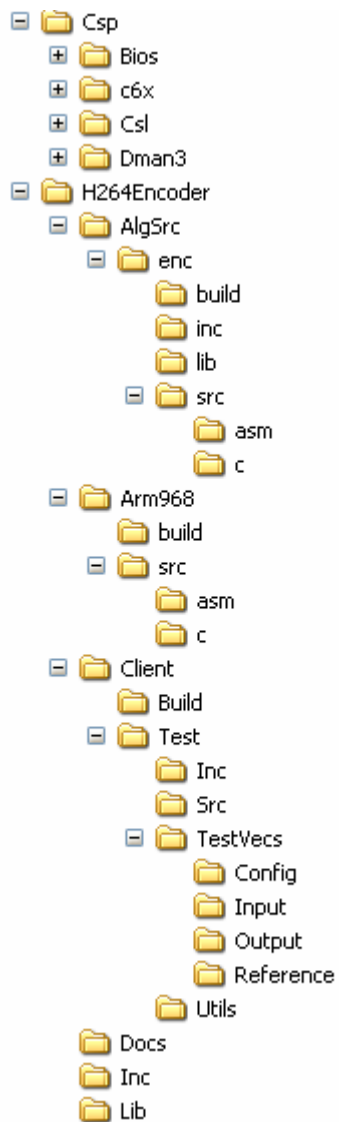 Csp
Bios
c6x
Csl
Dman3
H264Encoder
AlgSrc
enc
build
inc
lib
src
asm
c
Arm968
build
src
asm
c
Client
Build
Test
Inc
Src
TestVecs
Config
Input
Output
Reference
Utils
Docs
Inc
Lib